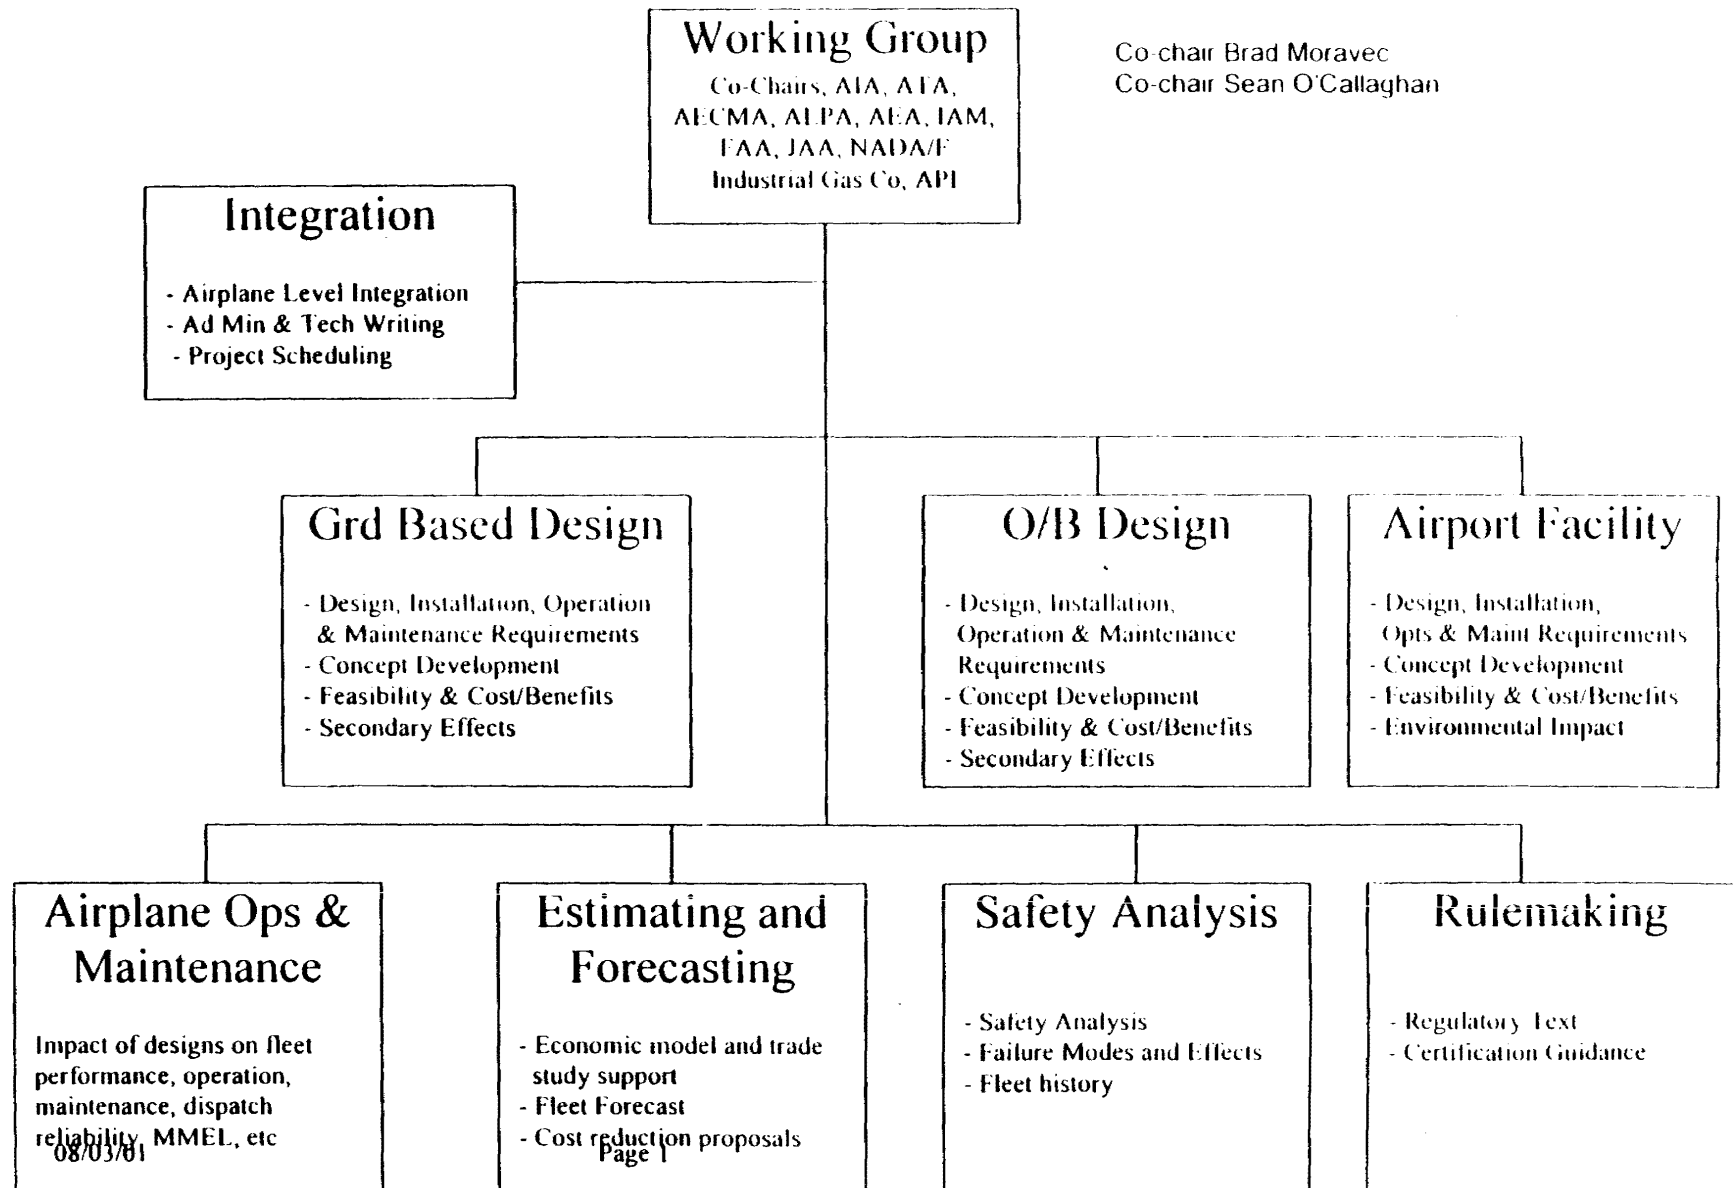 Working Group
Co-Chairs, AIA, ATA,
AECMA, ALPA, AEA, IAM,
FAA, JAA, NADA/F
Industrial Gas Co, API
Co-chair Brad Moravec
Co-chair Sean O'Callaghan
Integration
- Airplane Level Integration
- Ad Min & Tech Writing
- Project Scheduling
Grd Based Design
- Design, Installation, Operation
& Maintenance Requirements
- Concept Development
- Feasibility & Cost/Benefits
- Secondary Effects
O/B Design
- Design, Installation,
Operation & Maintenance
Requirements
- Concept Development
- Feasibility & Cost/Benefits
- Secondary Effects
Airport Facility
- Design, Installation,
Opts & Maint Requirements
- Concept Development
- Feasibility & Cost/Benefits
- Environmental Impact
Airplane Ops &
Maintenance
Impact of designs on fleet
performance, operation,
maintenance, dispatch
reliability, MMEL, etc
08/03/01
Estimating and
Forecasting
- Economic model and trade
study support
- Fleet Forecast
- Cost reduction proposals
Page 1
Safety Analysis
- Safety Analysis
- Failure Modes and Effects
- Fleet history
Rulemaking
- Regulatory Text
- Certification Guidance